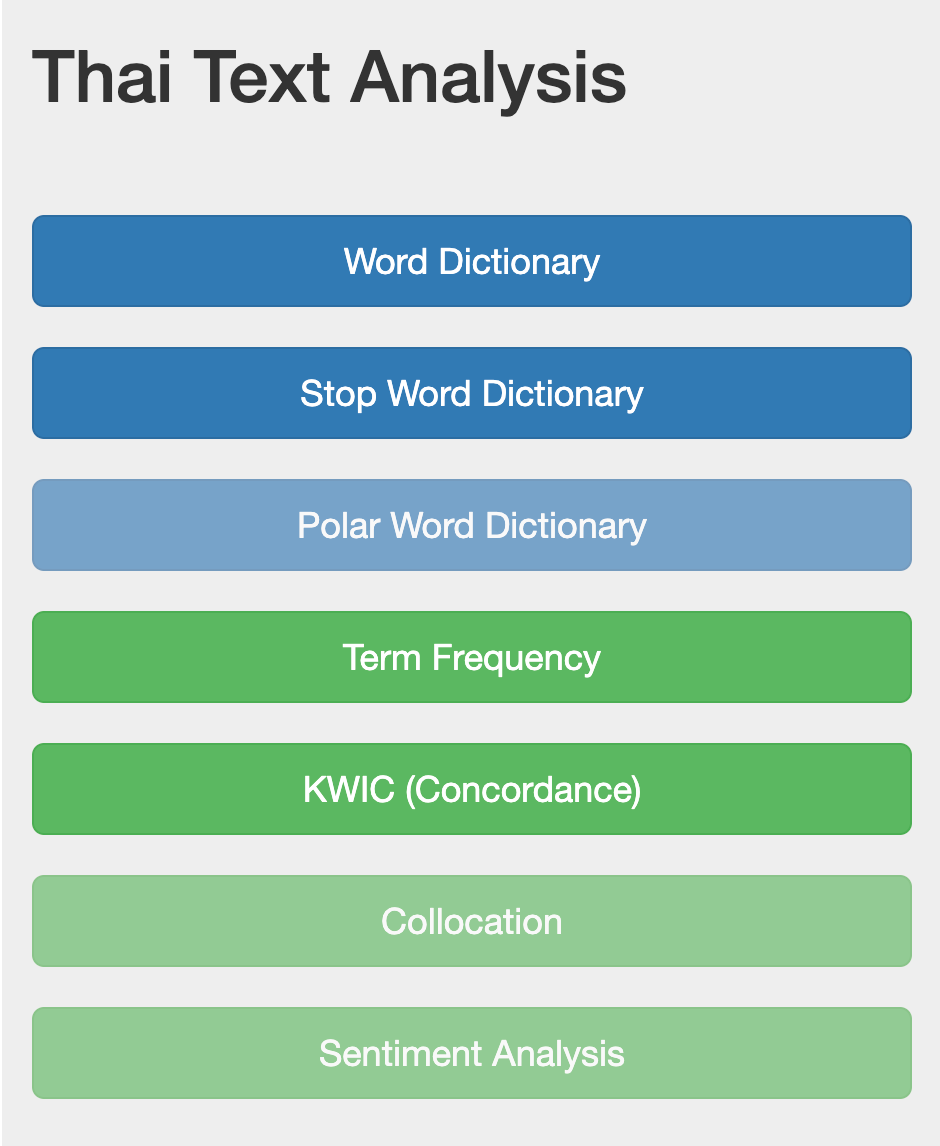 Thai Text Analysis
Word Dictionary
Stop Word Dictionary
Polar Word Dictionary
Term Frequency
KWIC (Concordance)
Collocation
Sentiment Analysis